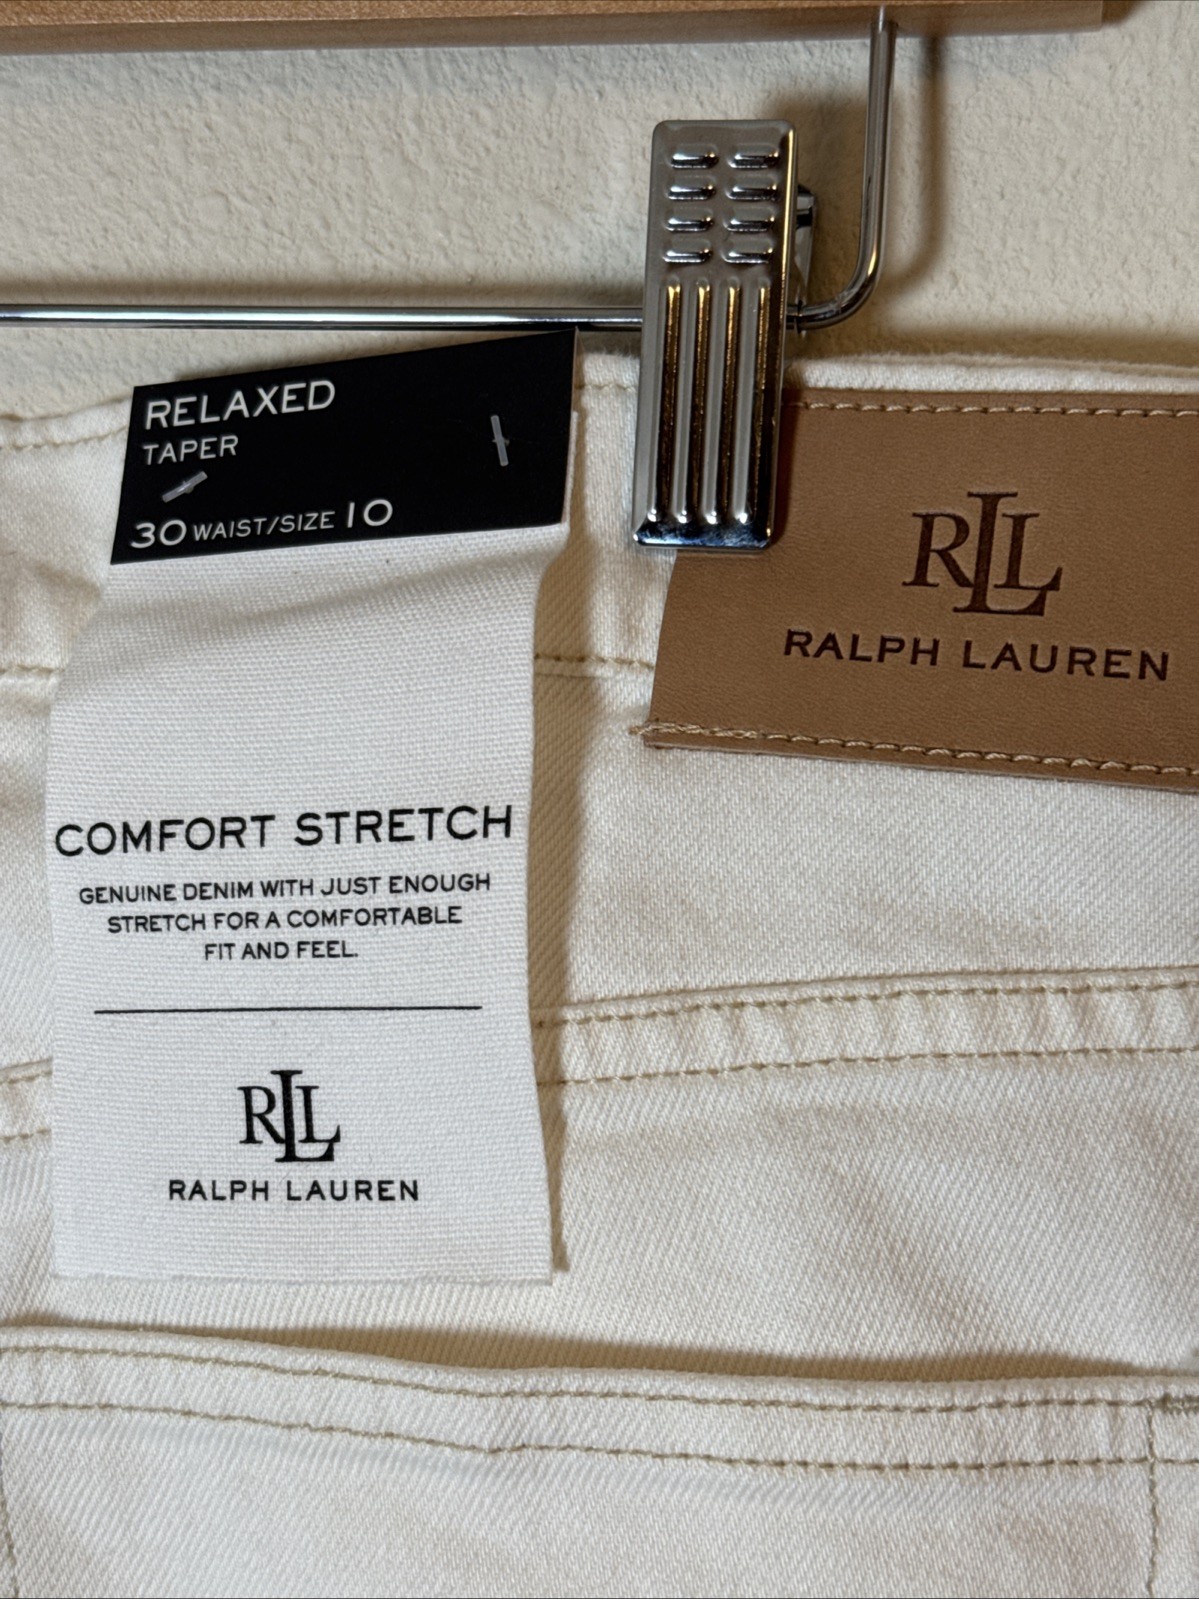 RELAXED
TAPER
30 WAIST/SIZE 10
COMFORT STRETCH
GENUINE DENIM WITH JUST ENOUGH
STRETCH FOR A COMFORTABLE
FIT AND FEEL.
RLL
RALPH LAUREN
RLL
RALPH LAUREN